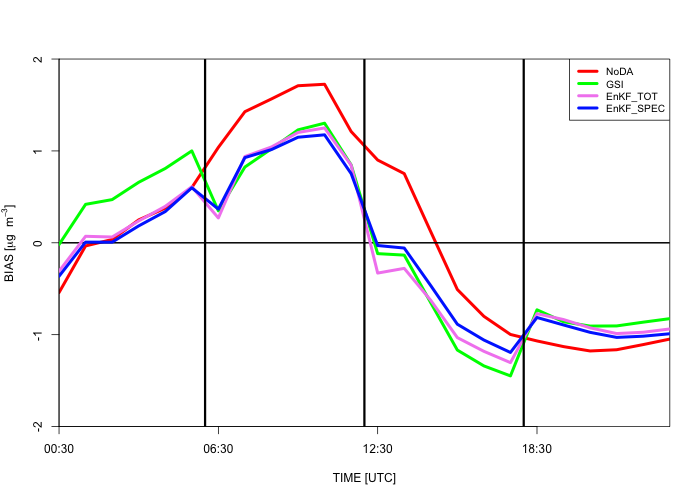 NoDA
GSI
EnKF_TOT
EnKF_SPEC
2
1
0
-1
-2
BIAS [μg m⁻³]
00:30 06:30 12:30 18:30
TIME [UTC]